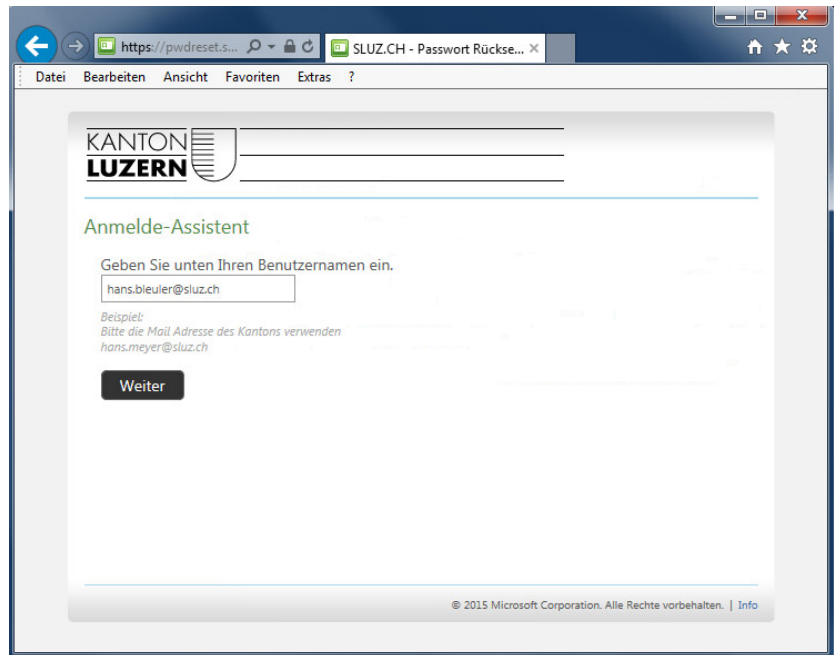 https://pwdreset.s...
SLUZ.CH - Passwort Rückse...
Datei Bearbeiten Ansicht Favoriten Extras ?
KANTON
LUZERN
Anmelde-Assistent
Geben Sie unten Ihren Benutzernamen ein.
hans.bleuler@sluz.ch
Beispiel:
Bitte die Mail Adresse des Kantons verwenden
hans.meyer@sluz.ch
Weiter
© 2015 Microsoft Corporation. Alle Rechte vorbehalten. | Info